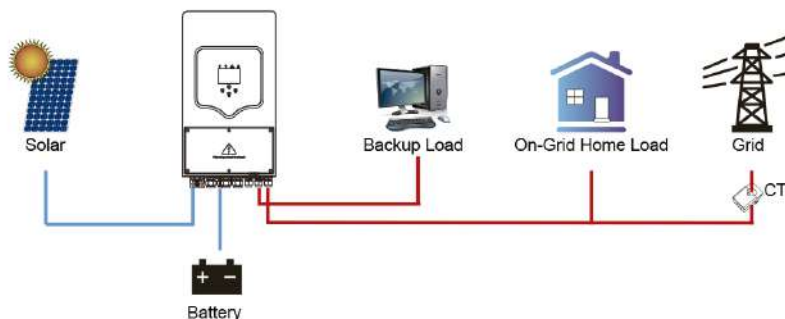 Solar
Backup Load
On-Grid Home Load
Grid
CT
Battery